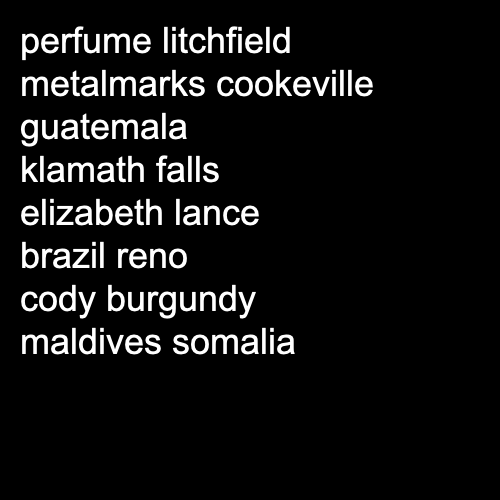 perfume litchfield
metalmarks cookeville
guatemala
klamath falls
elizabeth lance
brazil reno
cody burgundy
maldives somalia